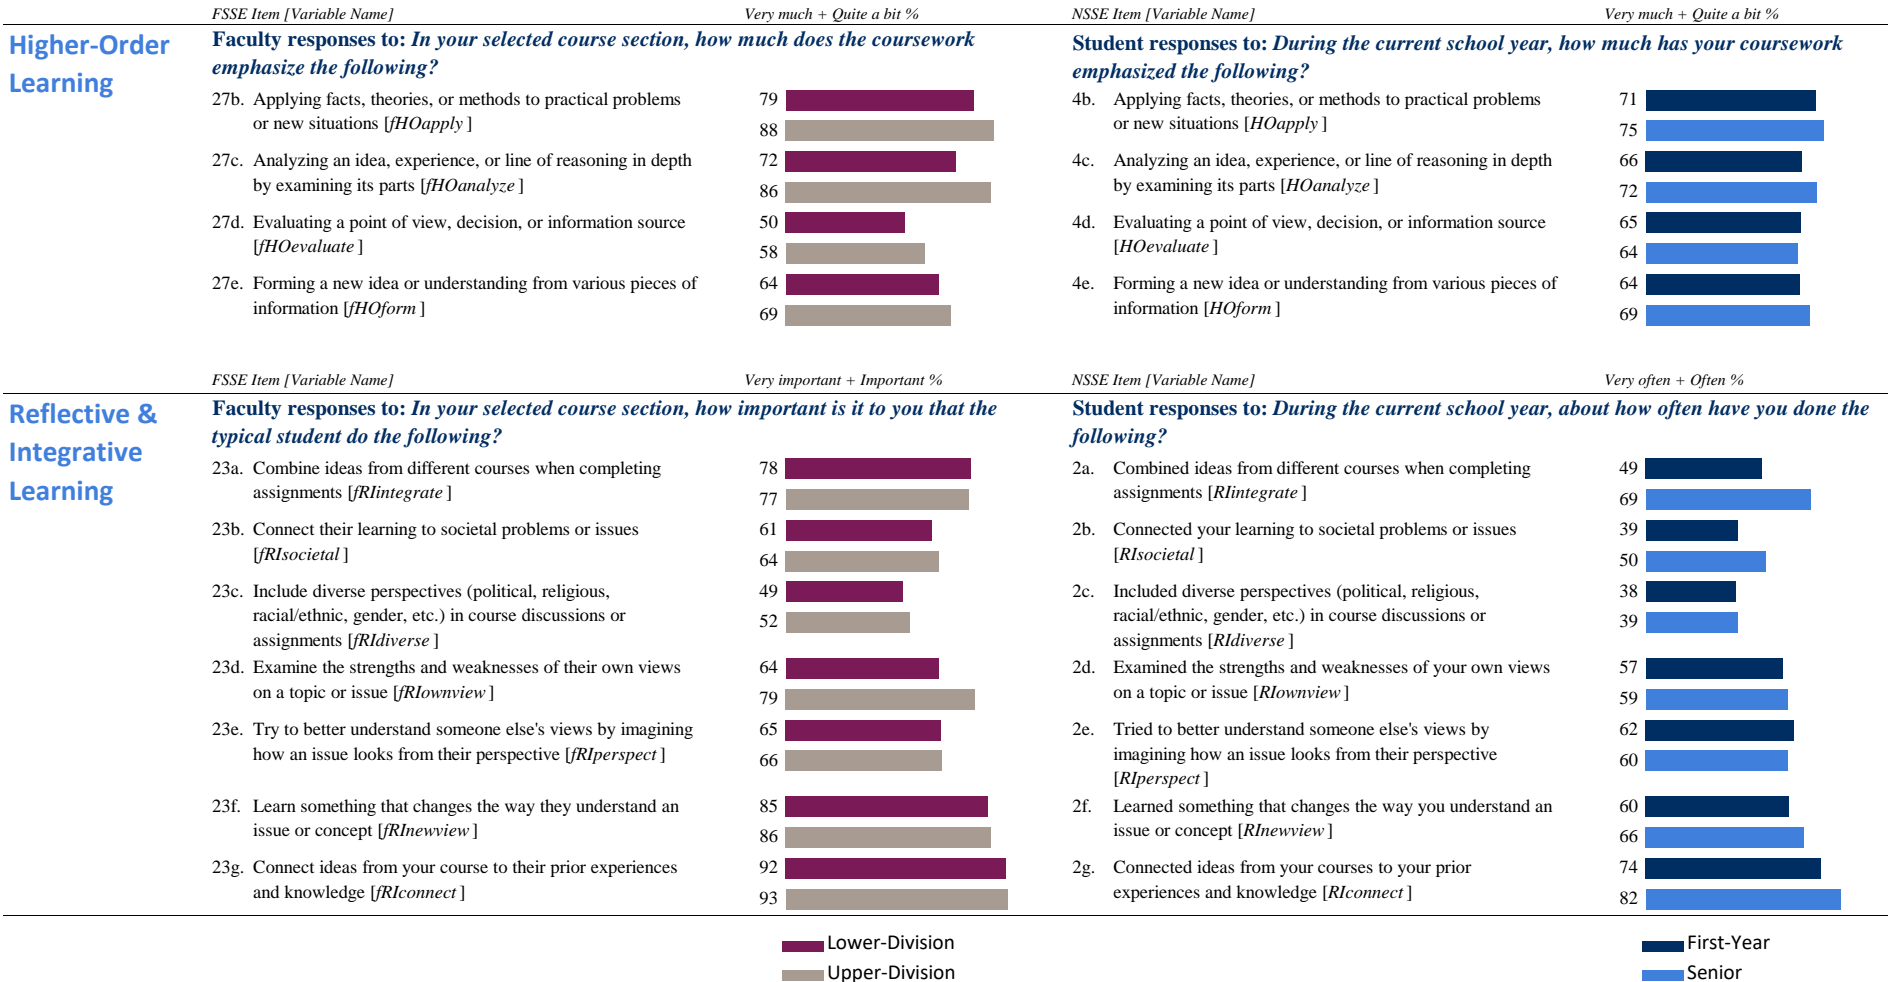 FSSE Item [Variable Name] Very much + Quite a bit % NSSE Item [Variable Name] Very much + Quite a bit %
Higher-Order
Learning
Faculty responses to: In your selected course section, how much does the coursework
emphasize the following?
Student responses to: During the current school year, how much has your coursework
emphasized the following?
27b. Applying facts, theories, or methods to practical problems 79
or new situations [fHOapply ] 88
4b. Applying facts, theories, or methods to practical problems 71
or new situations [HOapply ] 75
27c. Analyzing an idea, experience, or line of reasoning in depth 72
by examining its parts [fHOanalyze ] 86
4c. Analyzing an idea, experience, or line of reasoning in depth 66
by examining its parts [HOanalyze ] 72
27d. Evaluating a point of view, decision, or information source 50
[fHOevaluate ] 58
4d. Evaluating a point of view, decision, or information source 65
[HOevaluate ] 64
27e. Forming a new idea or understanding from various pieces of 64
information [fHOform ] 69
4e. Forming a new idea or understanding from various pieces of 64
information [HOform ] 69
FSSE Item [Variable Name] Very important + Important % NSSE Item [Variable Name] Very often + Often %
Reflective &
Integrative
Learning
Faculty responses to: In your selected course section, how important is it to you that the
typical student do the following?
Student responses to: During the current school year, about how often have you done the
following?
23a. Combine ideas from different courses when completing 78
assignments [fRIintegrate ] 77
2a. Combined ideas from different courses when completing 49
assignments [RIintegrate ] 69
23b. Connect their learning to societal problems or issues 61
[fRIsocietal ] 64
2b. Connected your learning to societal problems or issues 39
[RIsocietal ] 50
23c. Include diverse perspectives (political, religious, 49
racial/ethnic, gender, etc.) in course discussions or 52
assignments [fRIdiverse ]
2c. Included diverse perspectives (political, religious, 38
racial/ethnic, gender, etc.) in course discussions or 39
assignments [RIdiverse ]
23d. Examine the strengths and weaknesses of their own views 64
on a topic or issue [fRIownview ] 79
2d. Examined the strengths and weaknesses of your own views 57
on a topic or issue [RIownview ] 59
23e. Try to better understand someone else's views by imagining 65
how an issue looks from their perspective [fRIperspect ] 66
2e. Tried to better understand someone else's views by 62
imagining how an issue looks from their perspective 60
[RIperspect ]
23f. Learn something that changes the way they understand an 85
issue or concept [fRInewview ] 86
2f. Learned something that changes the way you understand an 60
issue or concept [RInewview ] 66
23g. Connect ideas from your course to their prior experiences 92
and knowledge [fRIconnect ] 93
2g. Connected ideas from your courses to your prior 74
experiences and knowledge [RIconnect ] 82
Lower-Division
Upper-Division
First-Year
Senior